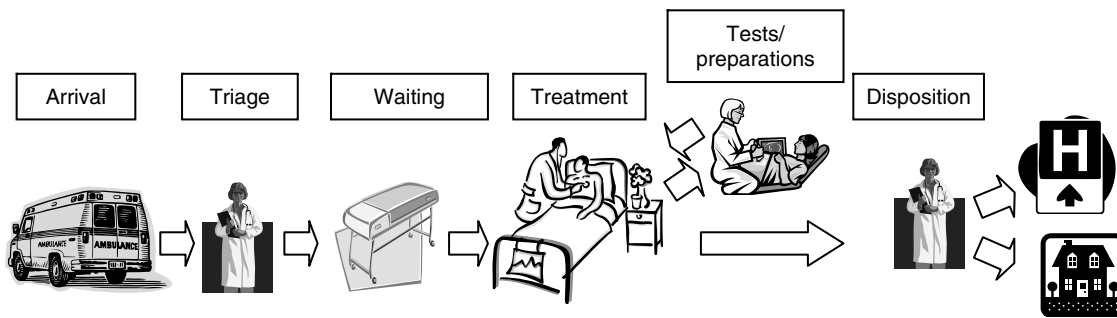 Tests/
preparations
Arrival
Triage
Waiting
Treatment
Disposition
H
AMBULANCE
AMBULANCE